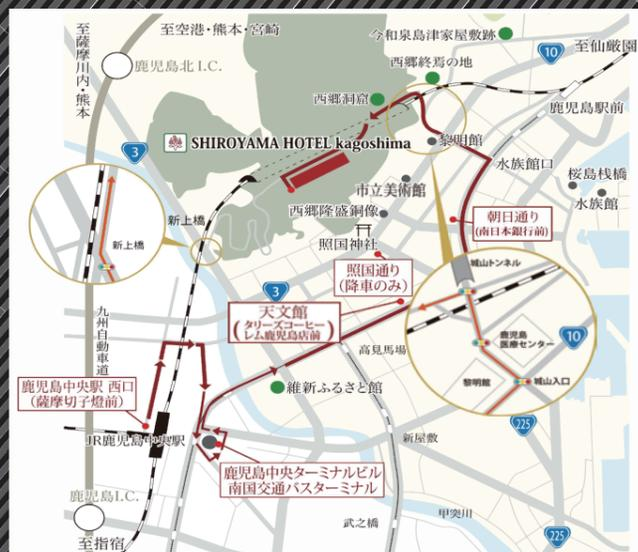 至空港・熊本・宮崎
今和泉島津家屋敷跡
10
至仙厳園
至薩摩川内・熊本
鹿児島北I.C.
西郷終焉の地
西郷洞窟
鹿児島駅前
3
SHIROYAMA HOTEL kagoshima
黎明館
水族館口
桜島桟橋
水族館
市立美術館
新上橋
西郷隆盛銅像
朝日通り
(南日本銀行前)
新上橋
照国神社
城山トンネル
照国通り
(降車のみ)
3
天文館
(タリーズコーヒー
レム鹿児島店前)
九州自動車道
鹿児島
医療センター
10
高見馬場
黎明館
城山入口
鹿児島中央駅 西口
(薩摩切子燈前)
維新ふるさと館
225
JR鹿児島中央駅
新屋敷
鹿児島中央ターミナルビル
南国交通バスターミナル
鹿児島I.C.
甲突川
武之橋
225
至指宿